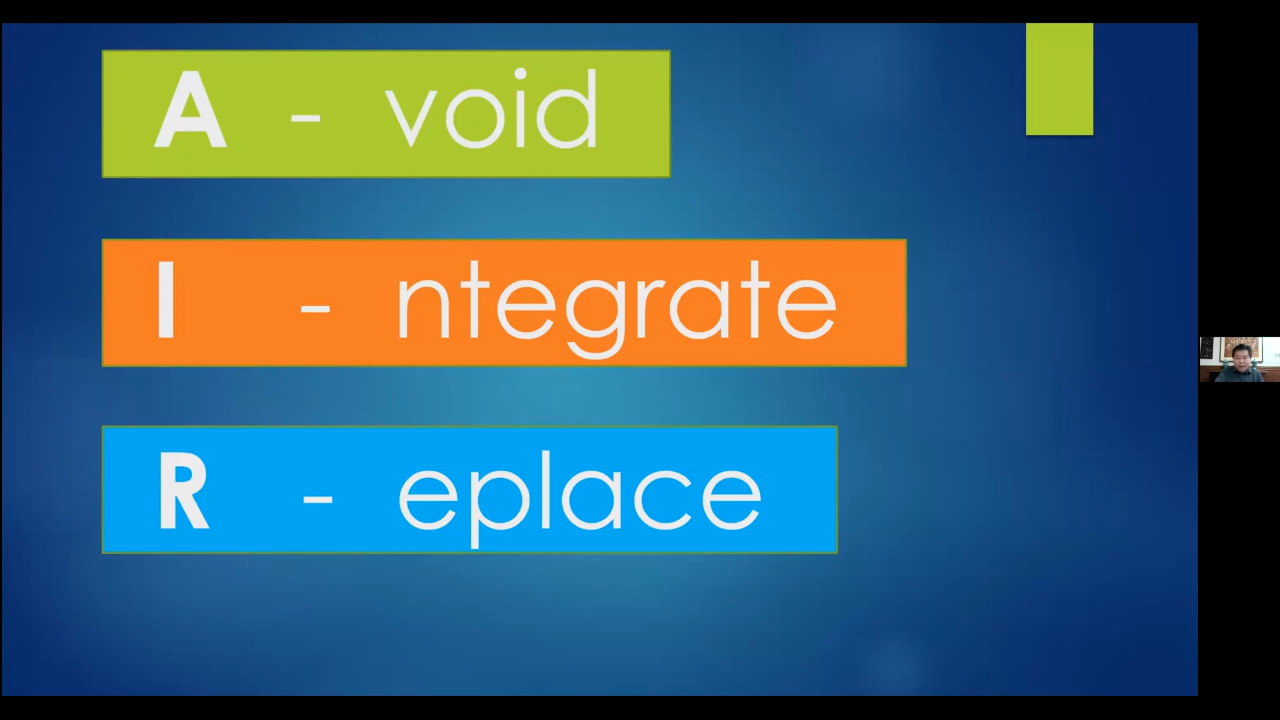 A - void
I - ntegrate
R - eplace